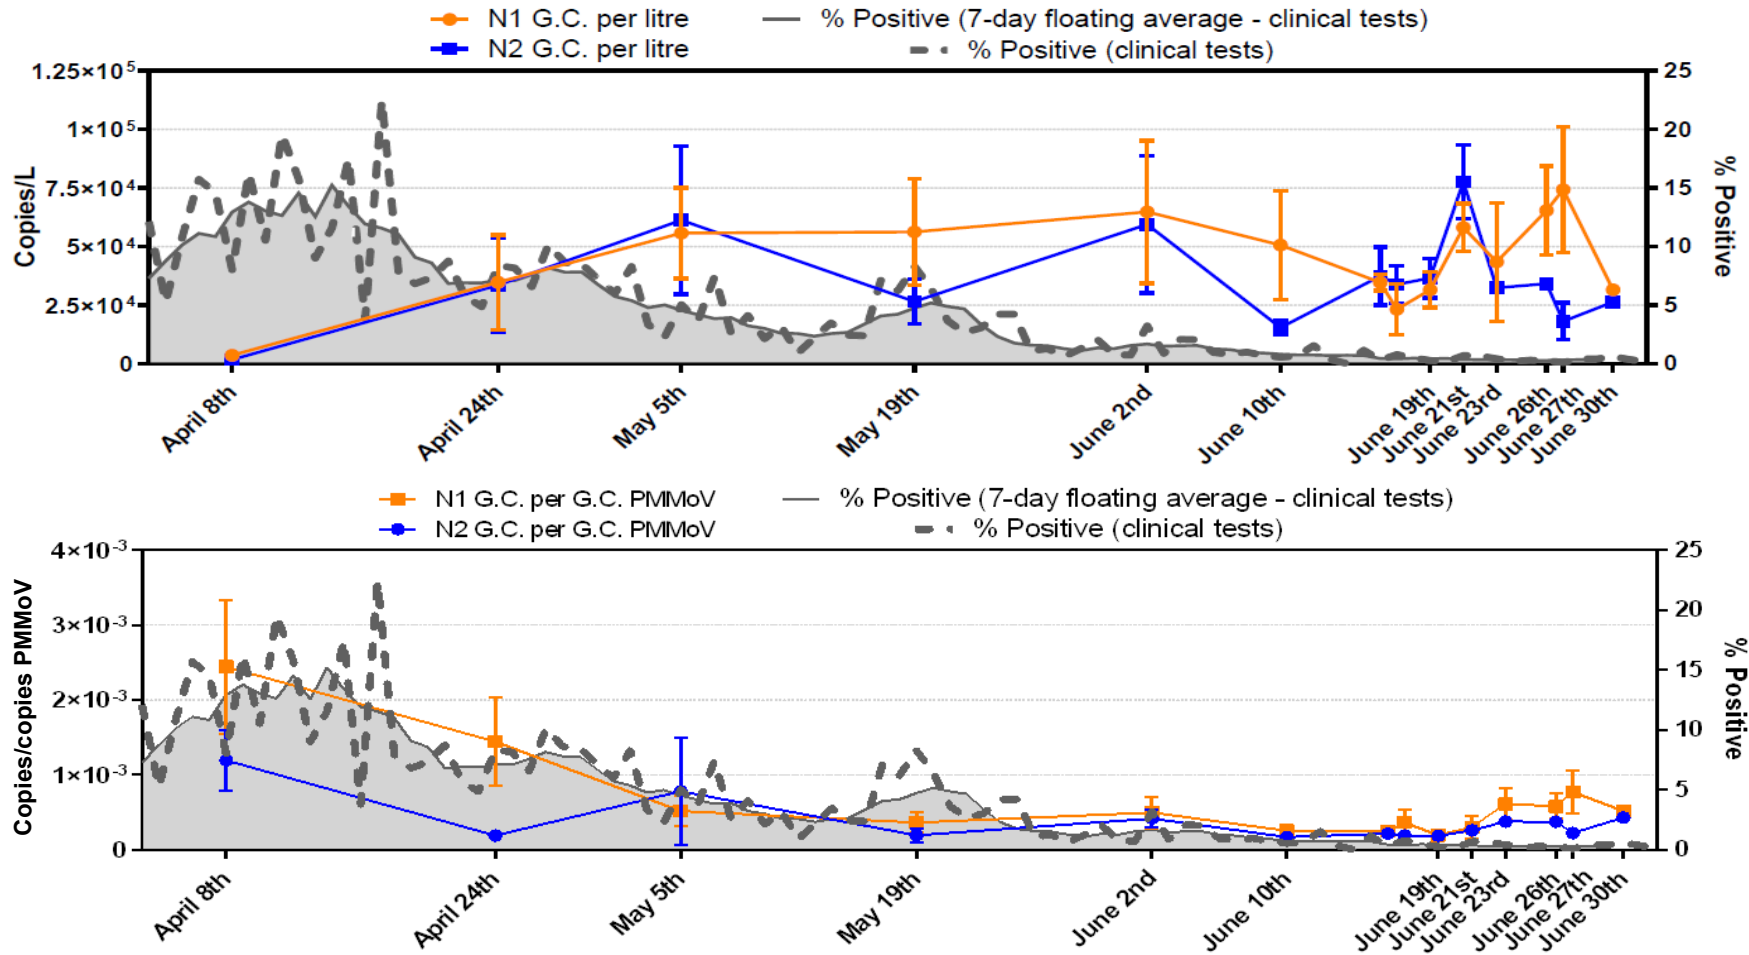 N1 G.C. per litre % Positive (7-day floating average - clinical tests)
N2 G.C. per litre % Positive (clinical tests)
1.25×10⁵ 25
1×10⁵ 20
7.5×10⁴ 15
5×10⁴ 10
2.5×10⁴ 5
0 0
Copies/L
% Positive
April 8th
April 24th
May 5th
May 19th
June 2nd
June 10th
June 19th
June 21st
June 23rd
June 26th
June 27th
June 30th
N1 G.C. per G.C. PMMoV % Positive (7-day floating average - clinical tests)
N2 G.C. per G.C. PMMoV % Positive (clinical tests)
4×10⁻³ 25
20
3×10⁻³
15
2×10⁻³
10
1×10⁻³
5
0 0
Copies/copies PMMoV
% Positive
April 8th
April 24th
May 5th
May 19th
June 2nd
June 10th
June 19th
June 21st
June 23rd
June 26th
June 27th
June 30th